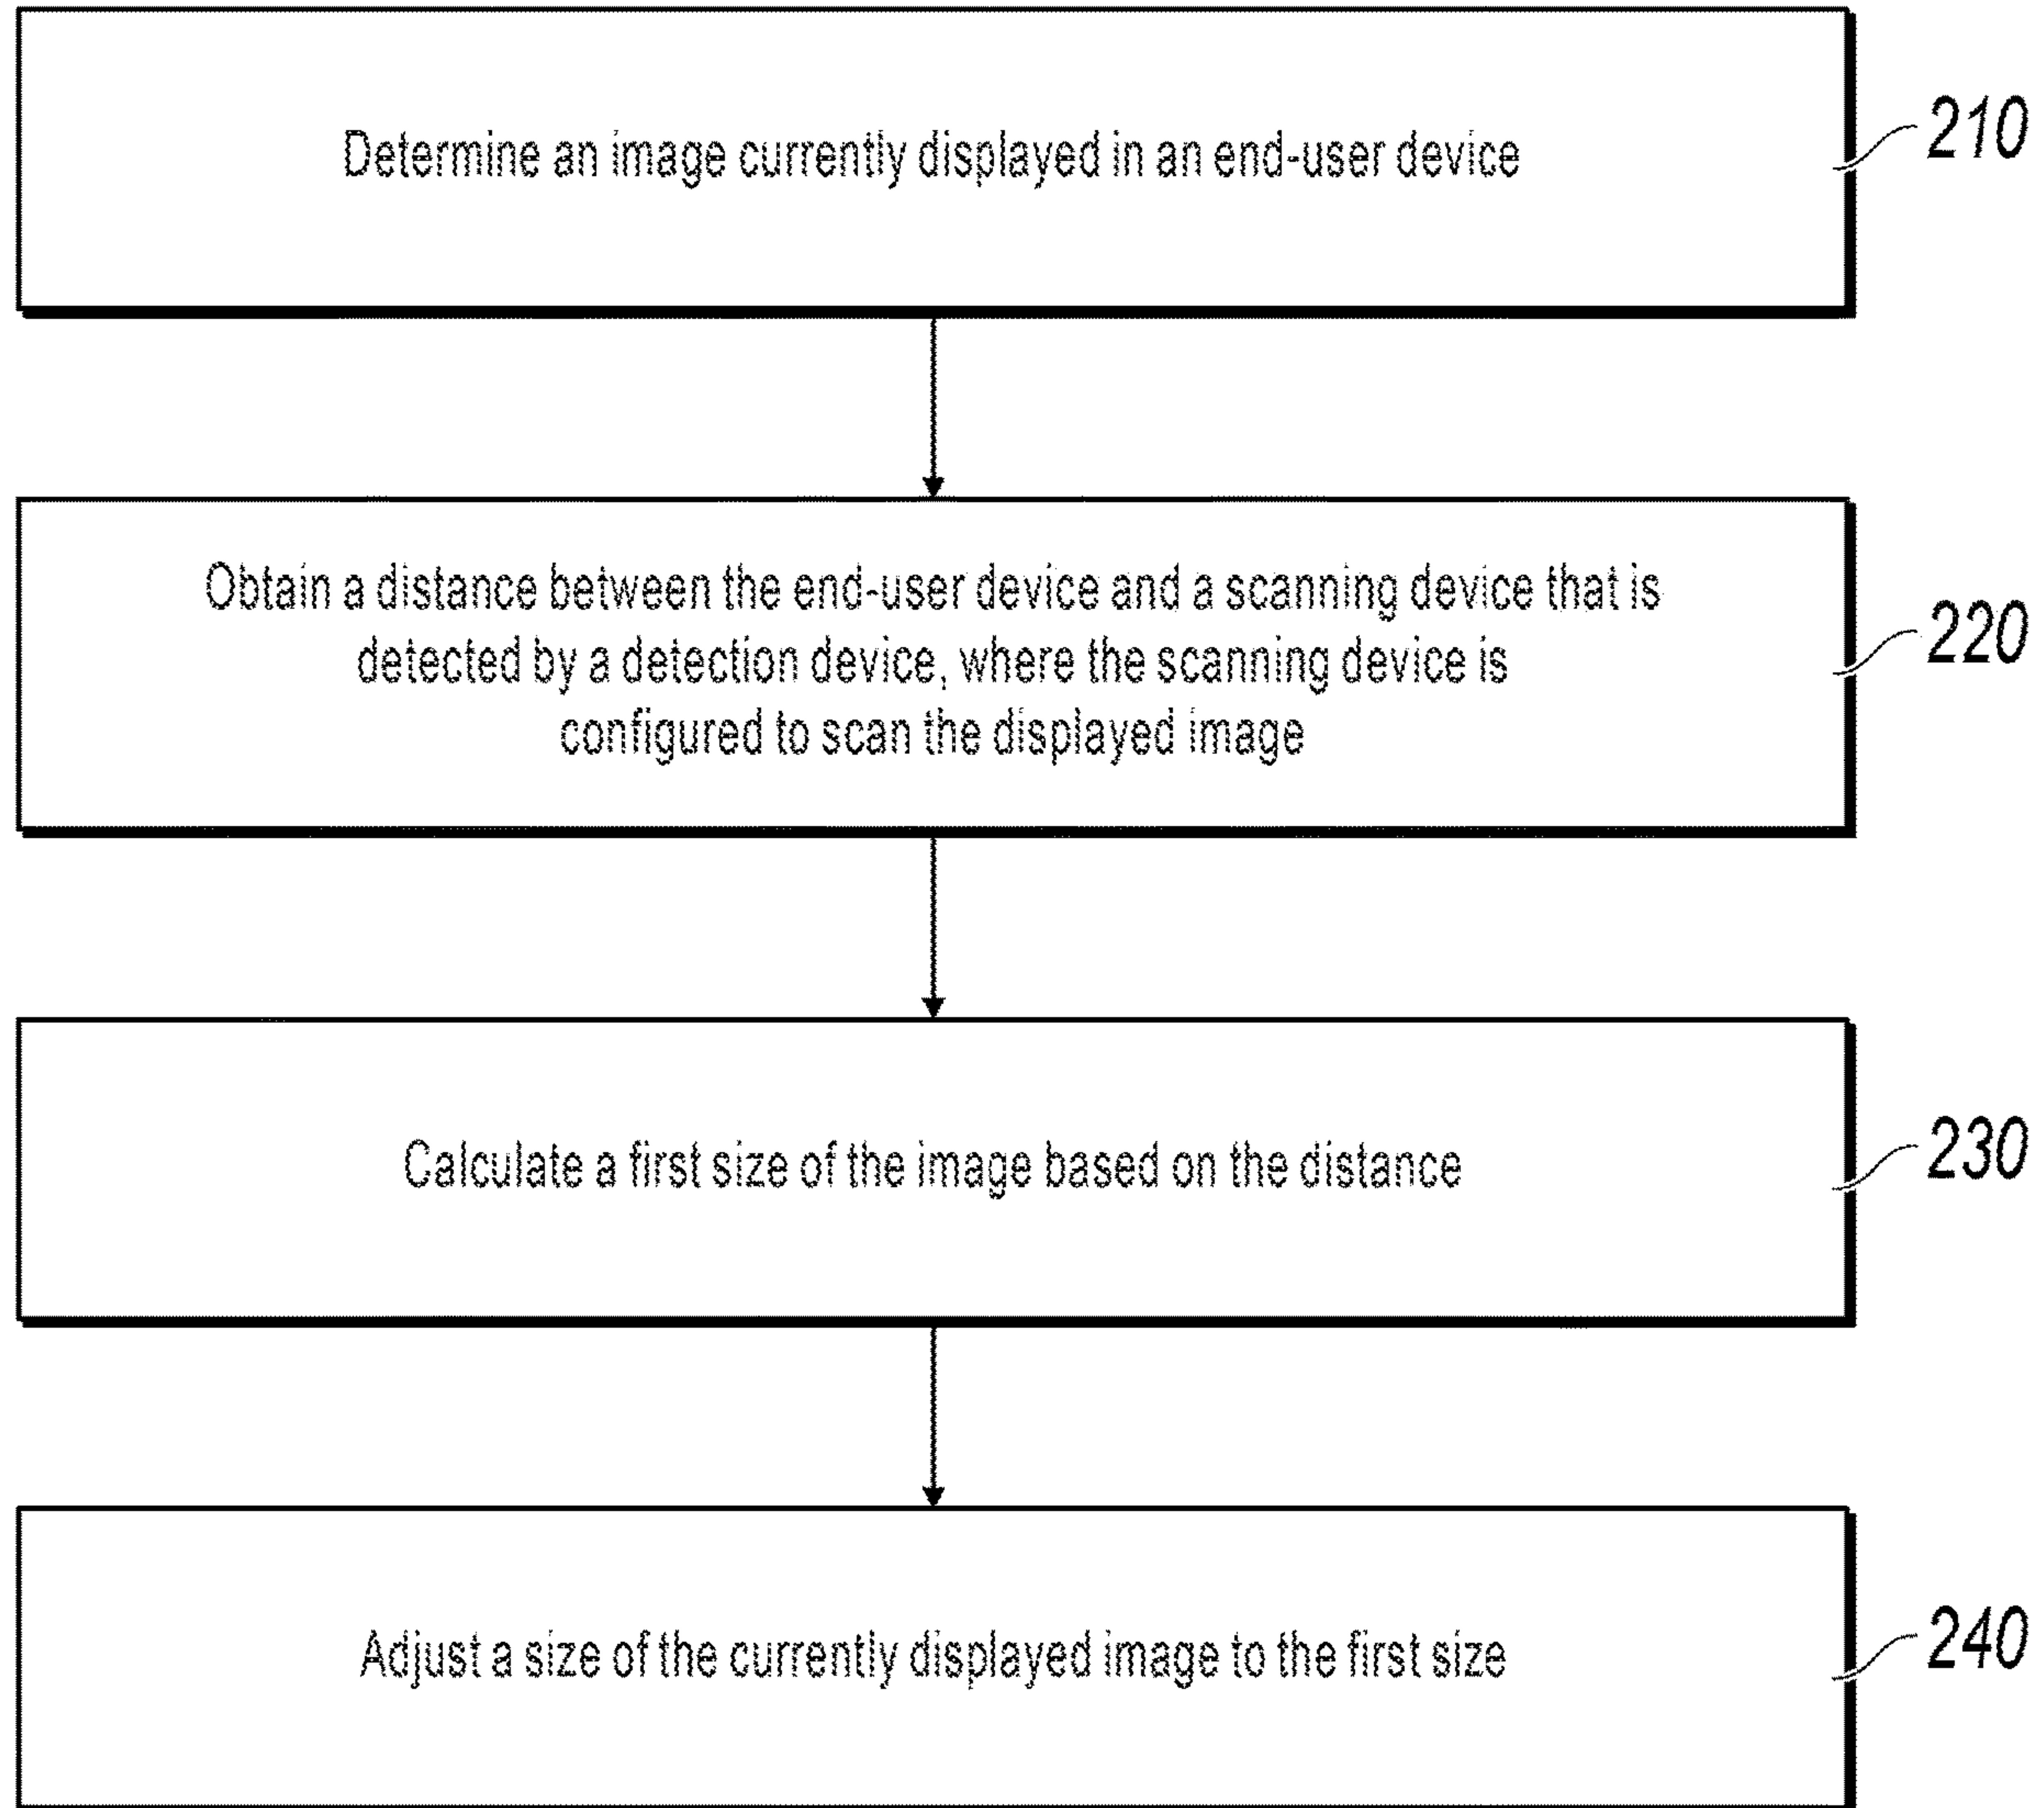 Determine an image currently displayed in an end-user device
210
Obtain a distance between the end-user device and a scanning device that is
detected by a detection device, where the scanning device is
configured to scan the displayed image
220
Calculate a first size of the image based on the distance
230
Adjust a size of the currently displayed image to the first size
240